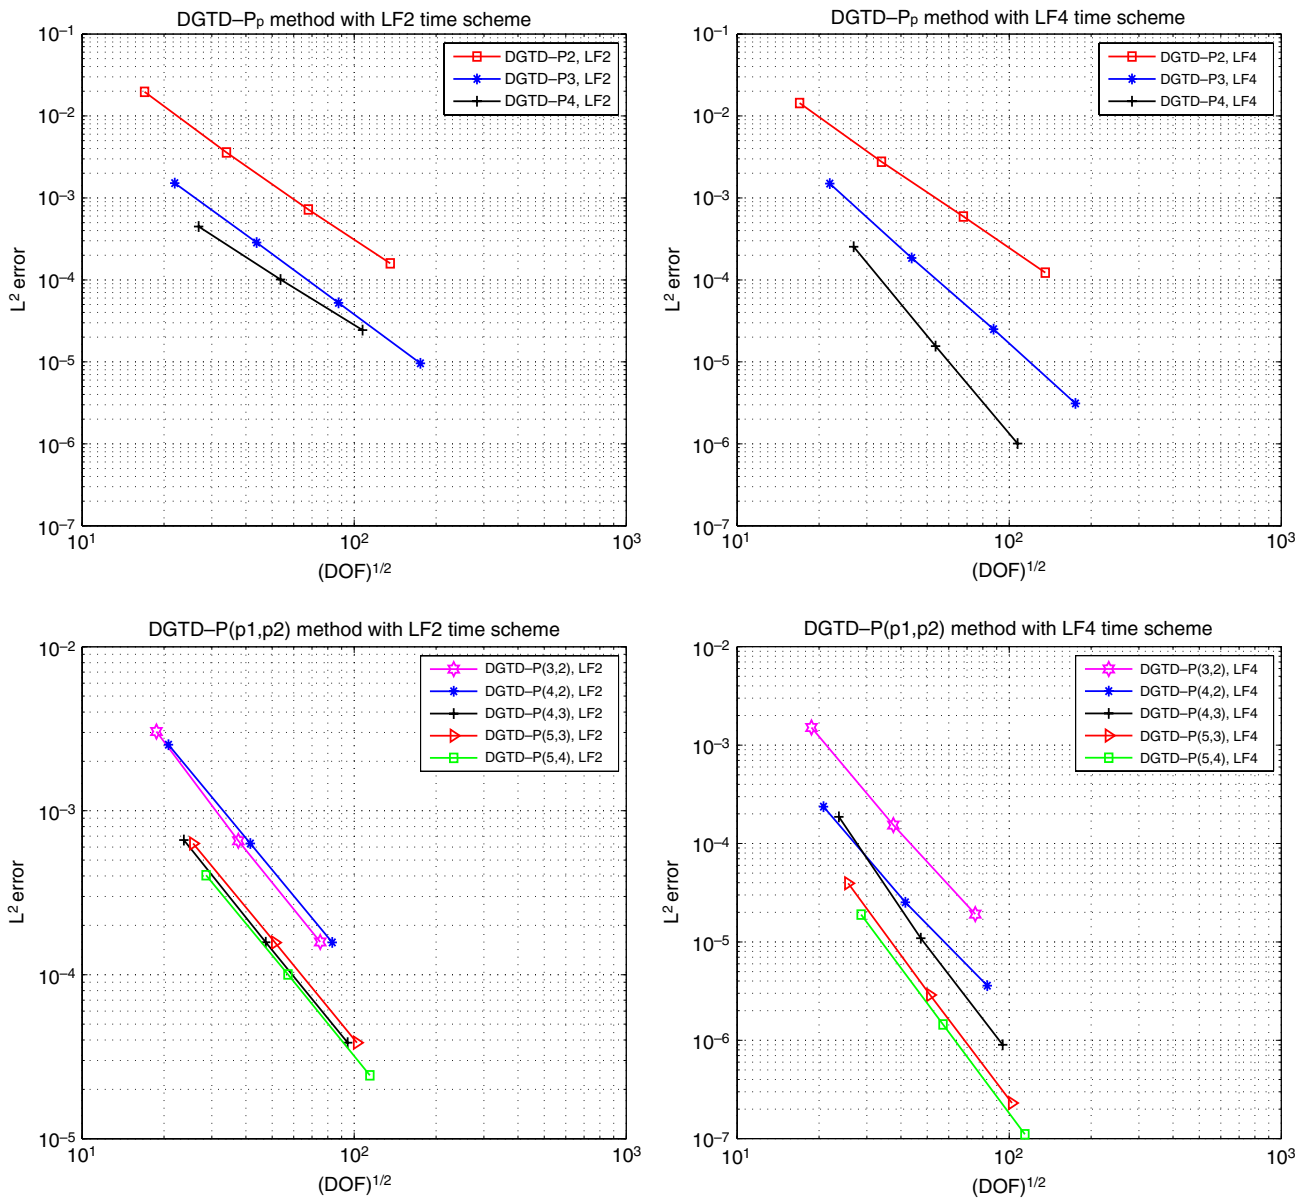 DGTD–Pp method with LF2 time scheme
10^−1
10^−2
10^−3
10^−4
10^−5
10^−6
10^−7
L^2 error
DGTD–P2, LF2
DGTD–P3, LF2
DGTD–P4, LF2
10^1
10^2
10^3
(DOF)^1/2
DGTD–Pp method with LF4 time scheme
10^−1
10^−2
10^−3
10^−4
10^−5
10^−6
10^−7
L^2 error
DGTD–P2, LF4
DGTD–P3, LF4
DGTD–P4, LF4
10^1
10^2
10^3
(DOF)^1/2
DGTD–P(p1,p2) method with LF2 time scheme
10^−2
10^−3
10^−4
10^−5
L^2 error
DGTD–P(3,2), LF2
DGTD–P(4,2), LF2
DGTD–P(4,3), LF2
DGTD–P(5,3), LF2
DGTD–P(5,4), LF2
10^1
10^2
10^3
(DOF)^1/2
DGTD–P(p1,p2) method with LF4 time scheme
10^−2
10^−3
10^−4
10^−5
10^−6
10^−7
L^2 error
DGTD–P(3,2), LF4
DGTD–P(4,2), LF4
DGTD–P(4,3), LF4
DGTD–P(5,3), LF4
DGTD–P(5,4), LF4
10^1
10^2
10^3
(DOF)^1/2